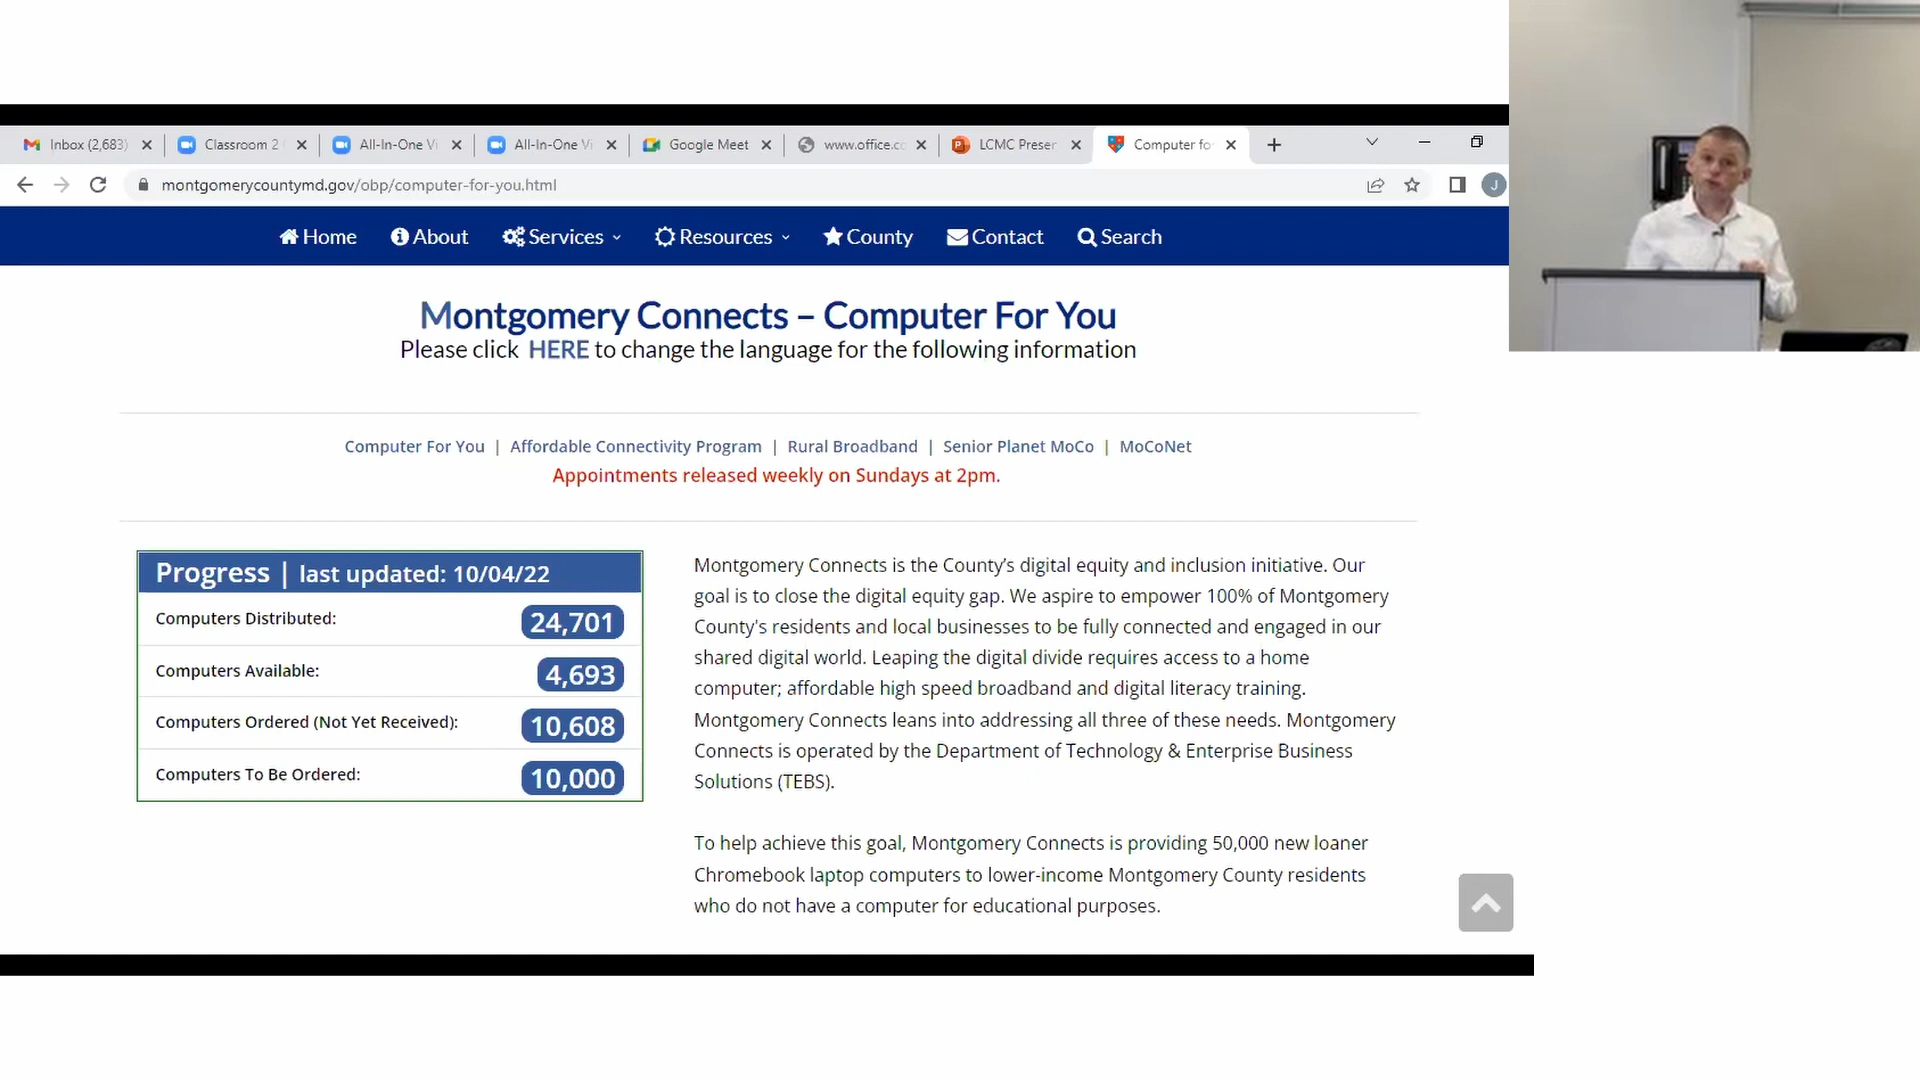 Inbox (2,683)
Classroom 2
All-In-One Vi
All-In-One Vi
Google Meet
www.office.c
LCMC Presen
Computer fo
montgomerycountymd.gov/obp/computer-for-you.html
J
Home About Services Resources County Contact Search
Montgomery Connects – Computer For You
Please click HERE to change the language for the following information
Computer For You | Affordable Connectivity Program | Rural Broadband | Senior Planet MoCo | MoCoNet
Appointments released weekly on Sundays at 2pm.
Progress | last updated: 10/04/22
Computers Distributed: 24,701
Computers Available: 4,693
Computers Ordered (Not Yet Received): 10,608
Computers To Be Ordered: 10,000
Montgomery Connects is the County’s digital equity and inclusion initiative. Our
goal is to close the digital equity gap. We aspire to empower 100% of Montgomery
County's residents and local businesses to be fully connected and engaged in our
shared digital world. Leaping the digital divide requires access to a home
computer; affordable high speed broadband and digital literacy training.
Montgomery Connects leans into addressing all three of these needs. Montgomery
Connects is operated by the Department of Technology & Enterprise Business
Solutions (TEBS).
To help achieve this goal, Montgomery Connects is providing 50,000 new loaner
Chromebook laptop computers to lower-income Montgomery County residents
who do not have a computer for educational purposes.